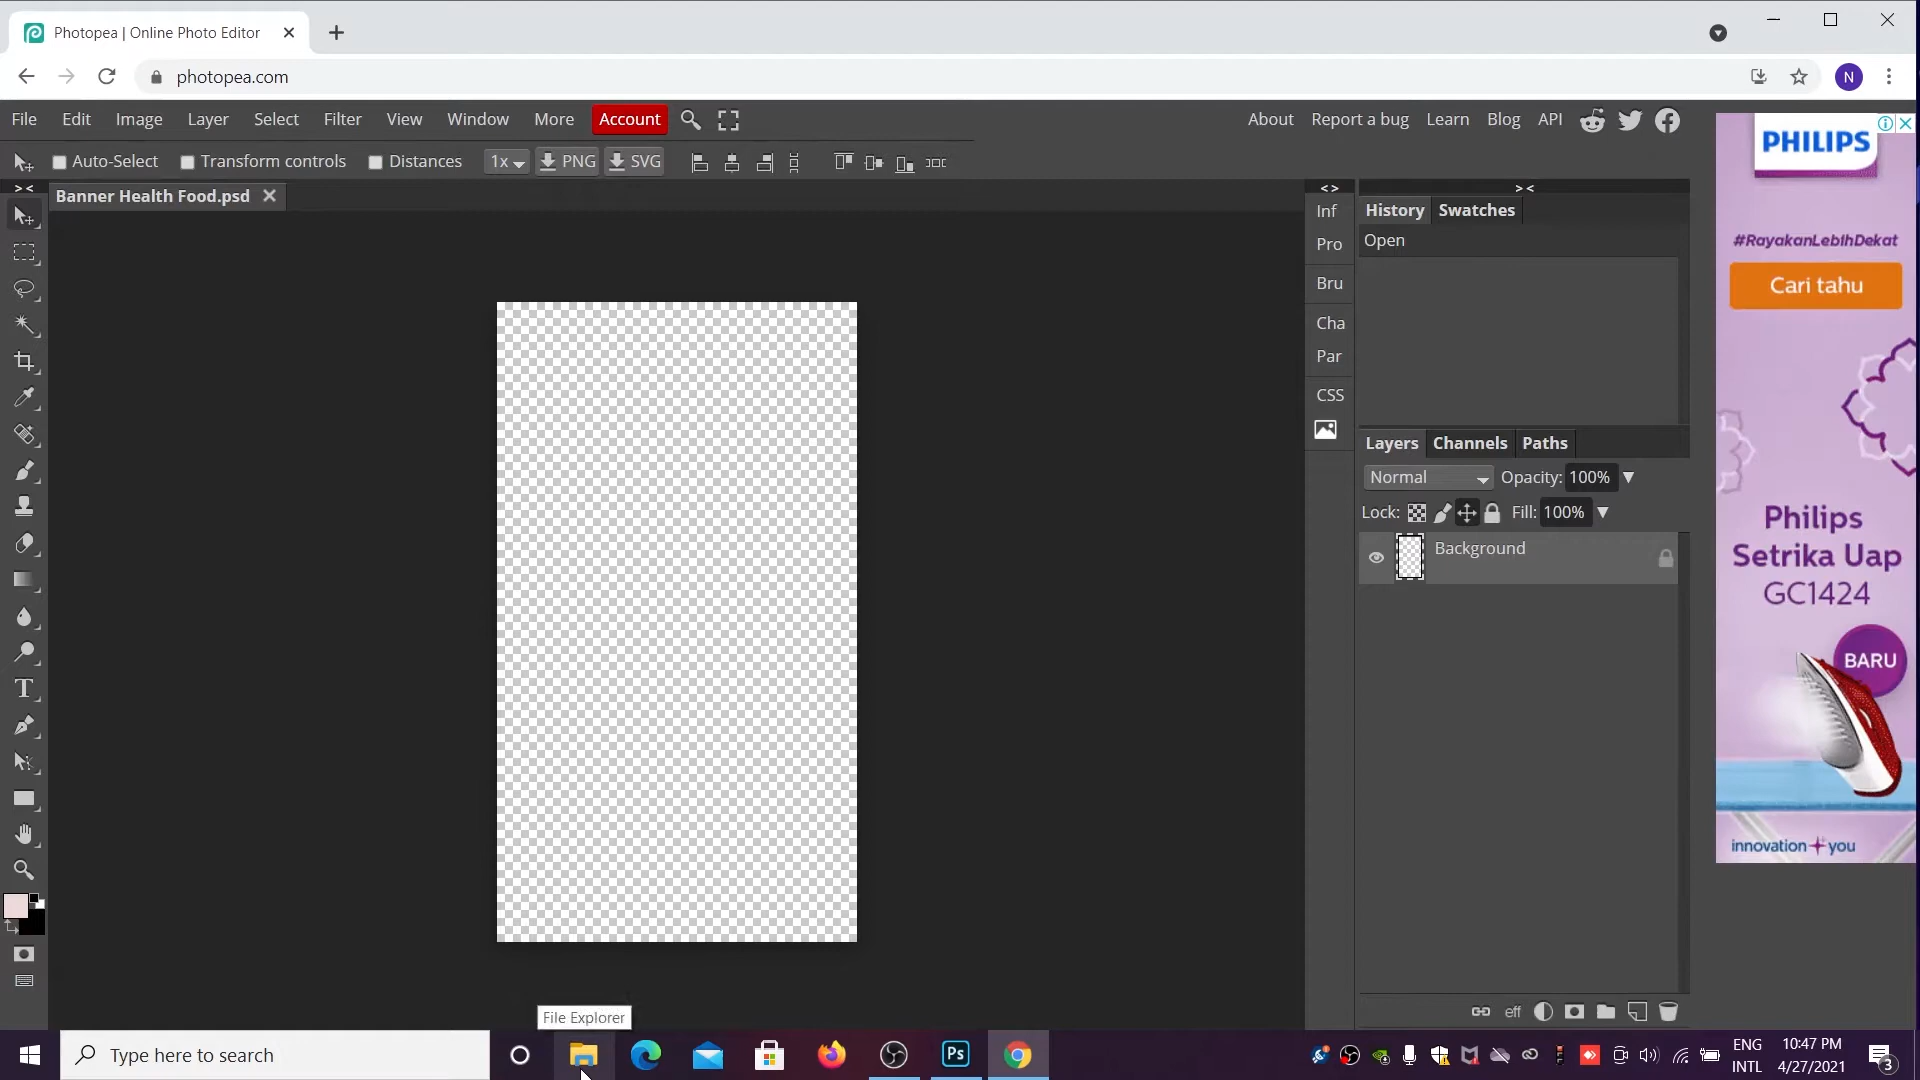 Photopea | Online Photo Editor
photopea.com
N
File Edit Image Layer Select Filter View Window More Account
About Report a bug Learn Blog API
Auto-Select Transform controls Distances 1x PNG SVG
> <
Banner Health Food.psd
< >
> <
Inf
Pro
Bru
Cha
Par
CSS
History Swatches
Open
Layers Channels Paths
Normal Opacity: 100%
Lock: Fill: 100%
Background
eff
PHILIPS
#RayakanLebihDekat
Cari tahu
Philips
Setrika Uap
GC1424
BARU
innovation+you
T
File Explorer
Type here to search
Ps
ENG
INTL
10:47 PM
4/27/2021
3